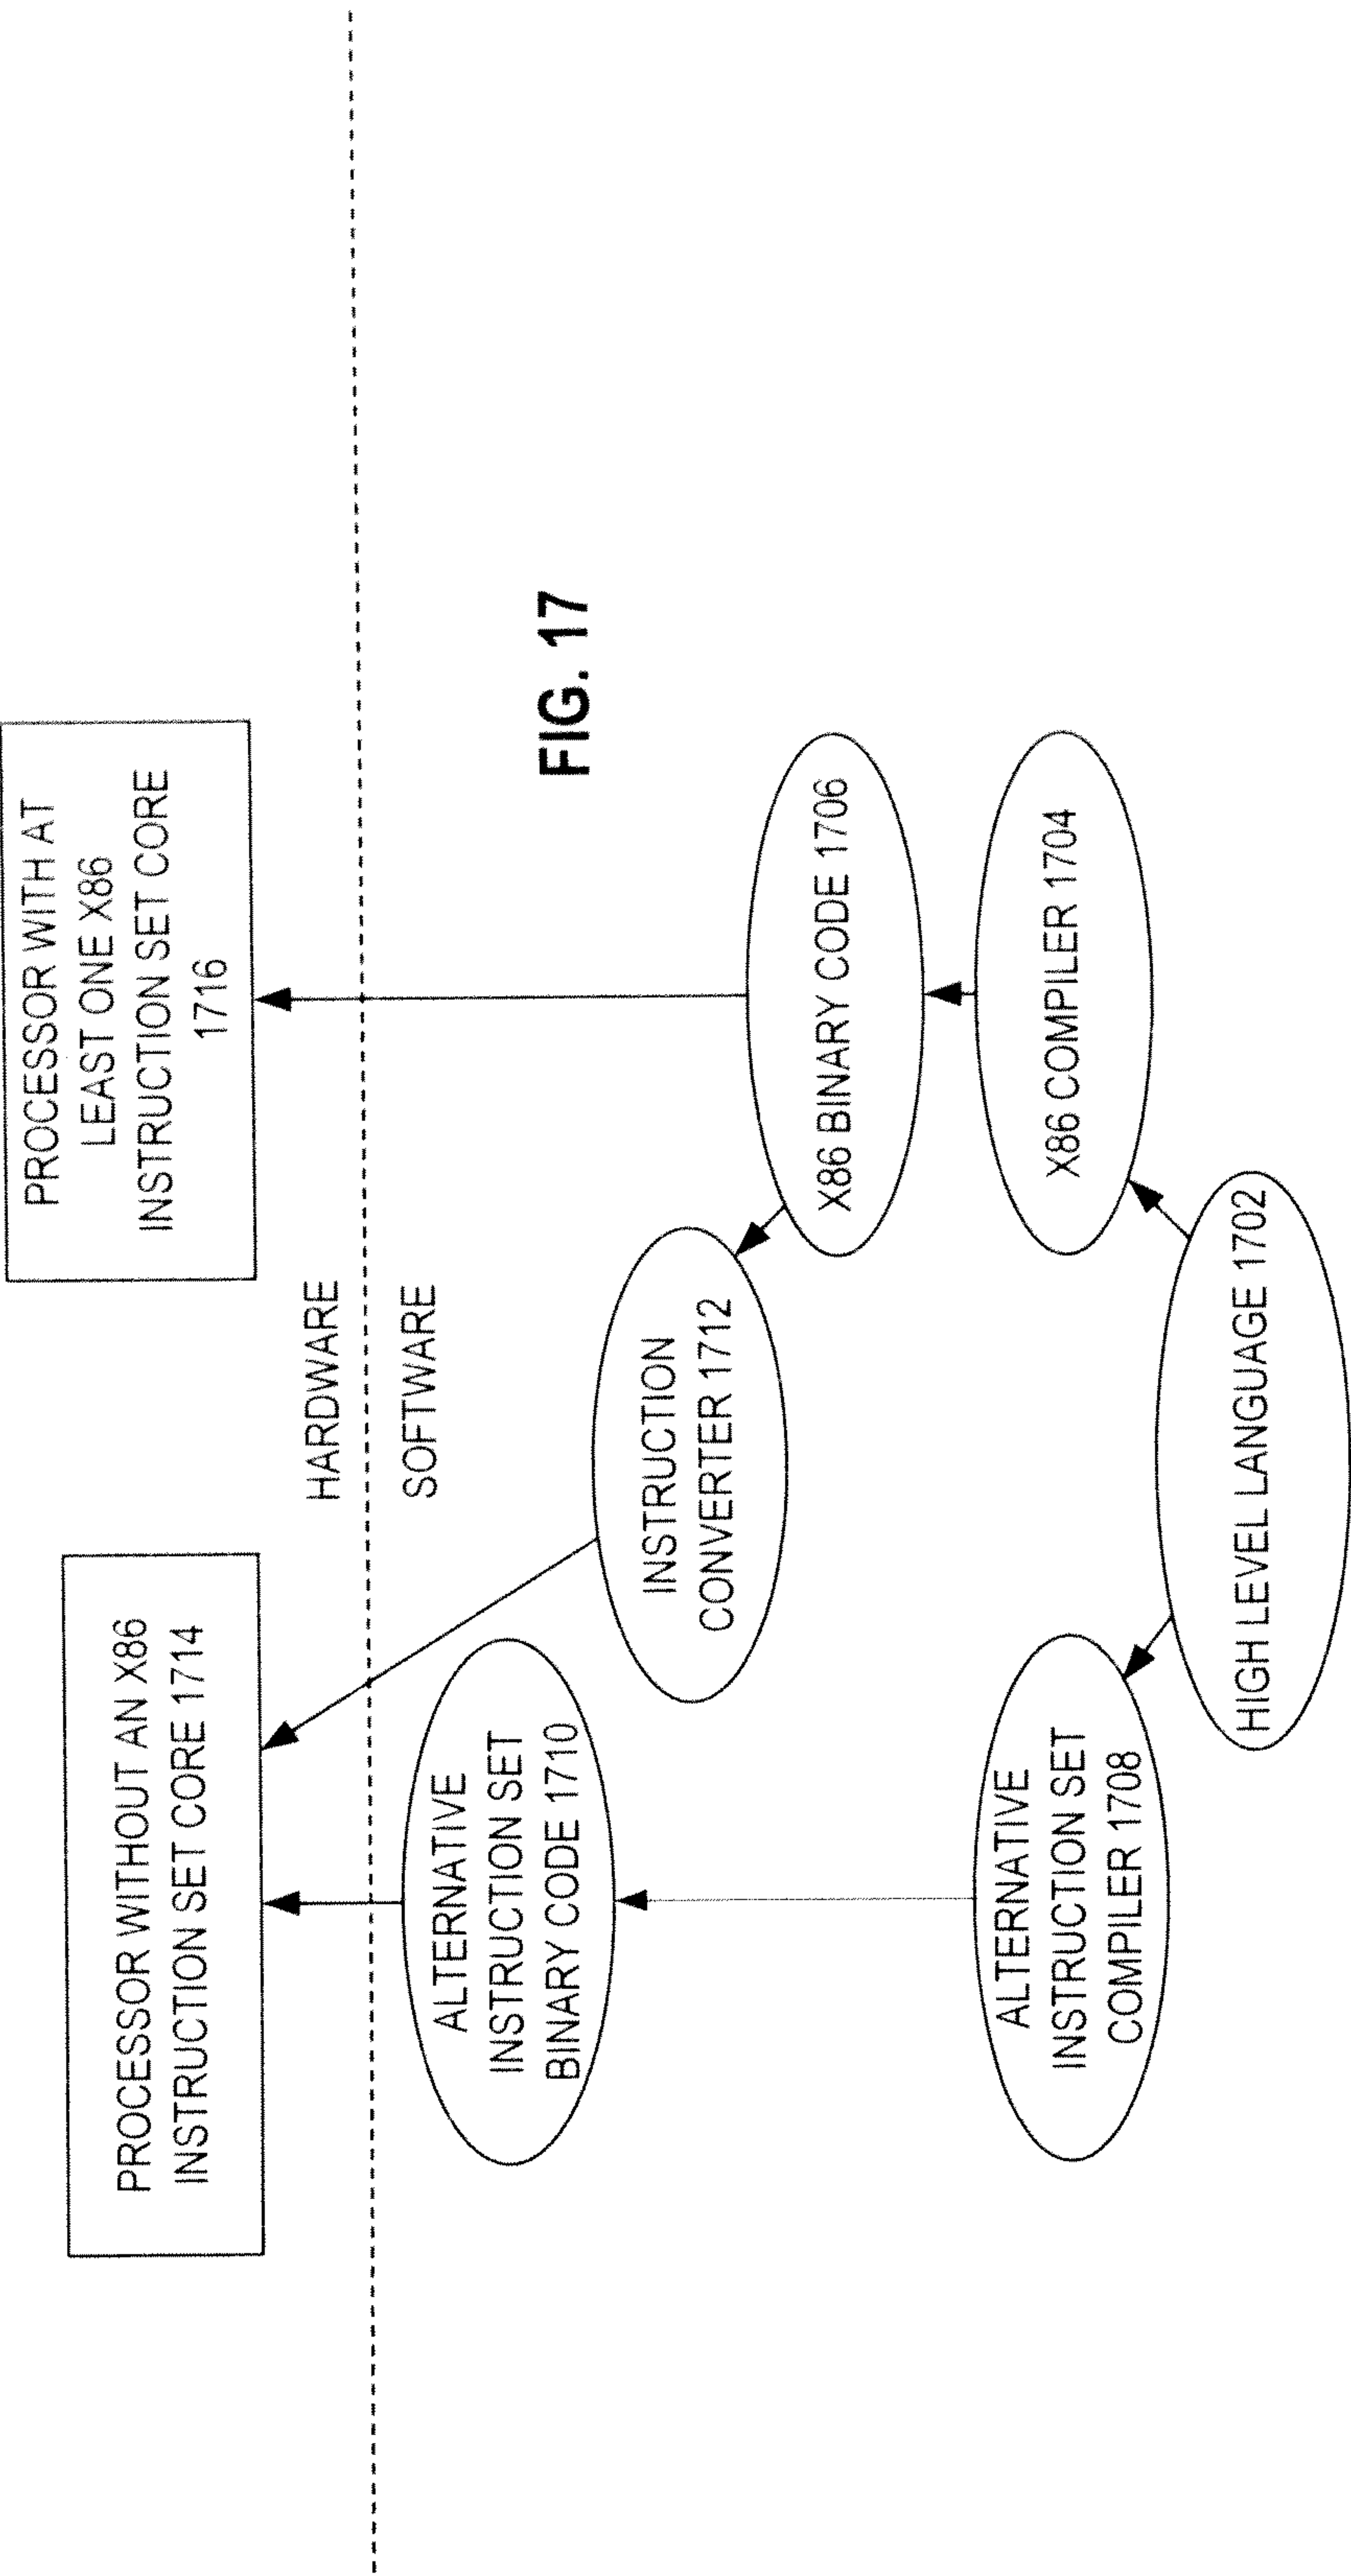 PROCESSOR WITHOUT AN X86
INSTRUCTION SET CORE 1714
PROCESSOR WITH AT
LEAST ONE X86
INSTRUCTION SET CORE
1716
HARDWARE
SOFTWARE
ALTERNATIVE
INSTRUCTION SET
BINARY CODE 1710
INSTRUCTION
CONVERTER 1712
X86 BINARY CODE 1706
ALTERNATIVE
INSTRUCTION SET
COMPILER 1708
X86 COMPILER 1704
HIGH LEVEL LANGUAGE 1702
FIG. 17